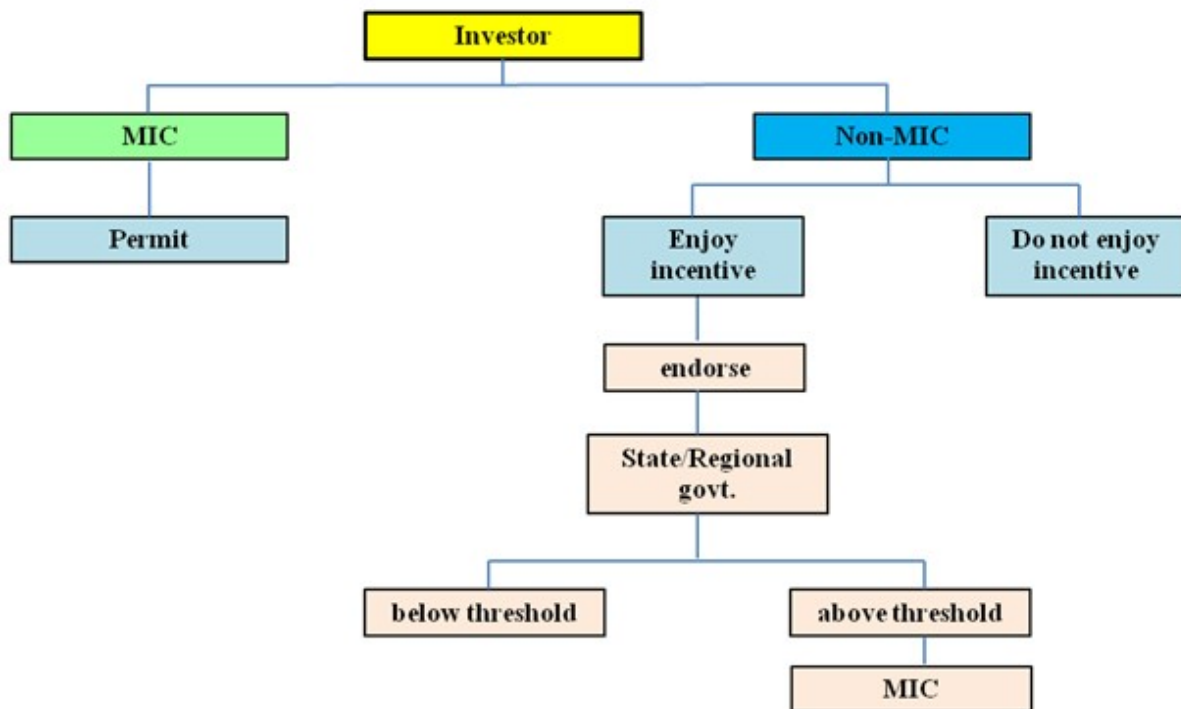 Investor
MIC
Non-MIC
Permit
Enjoy
incentive
Do not enjoy
incentive
endorse
State/Regional
govt.
below threshold
above threshold
MIC